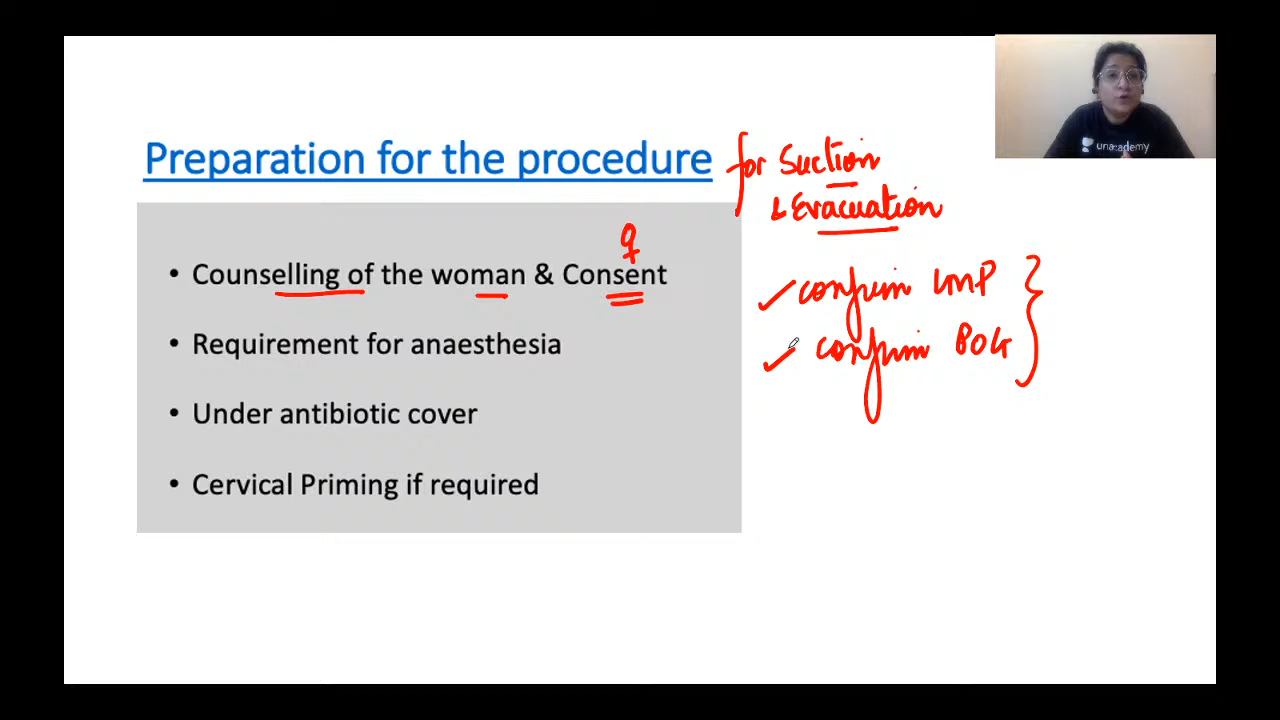 Preparation for the procedure
for Suction
& Evacuation
♀
• Counselling of the woman & Consent
• Requirement for anaesthesia
• Under antibiotic cover
• Cervical Priming if required
✓ confirm LMP
✓ confirm POG
unacademy